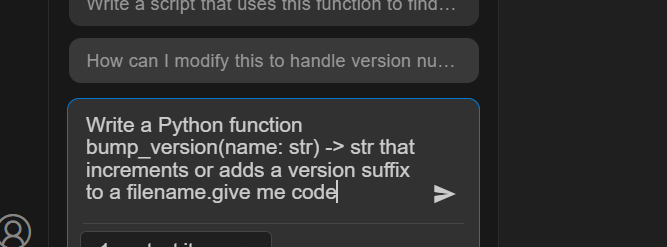 Write a script that uses this function to find...
How can I modify this to handle version nu...
Write a Python function
bump_version(name: str) -> str that
increments or adds a version suffix
to a filename.give me code